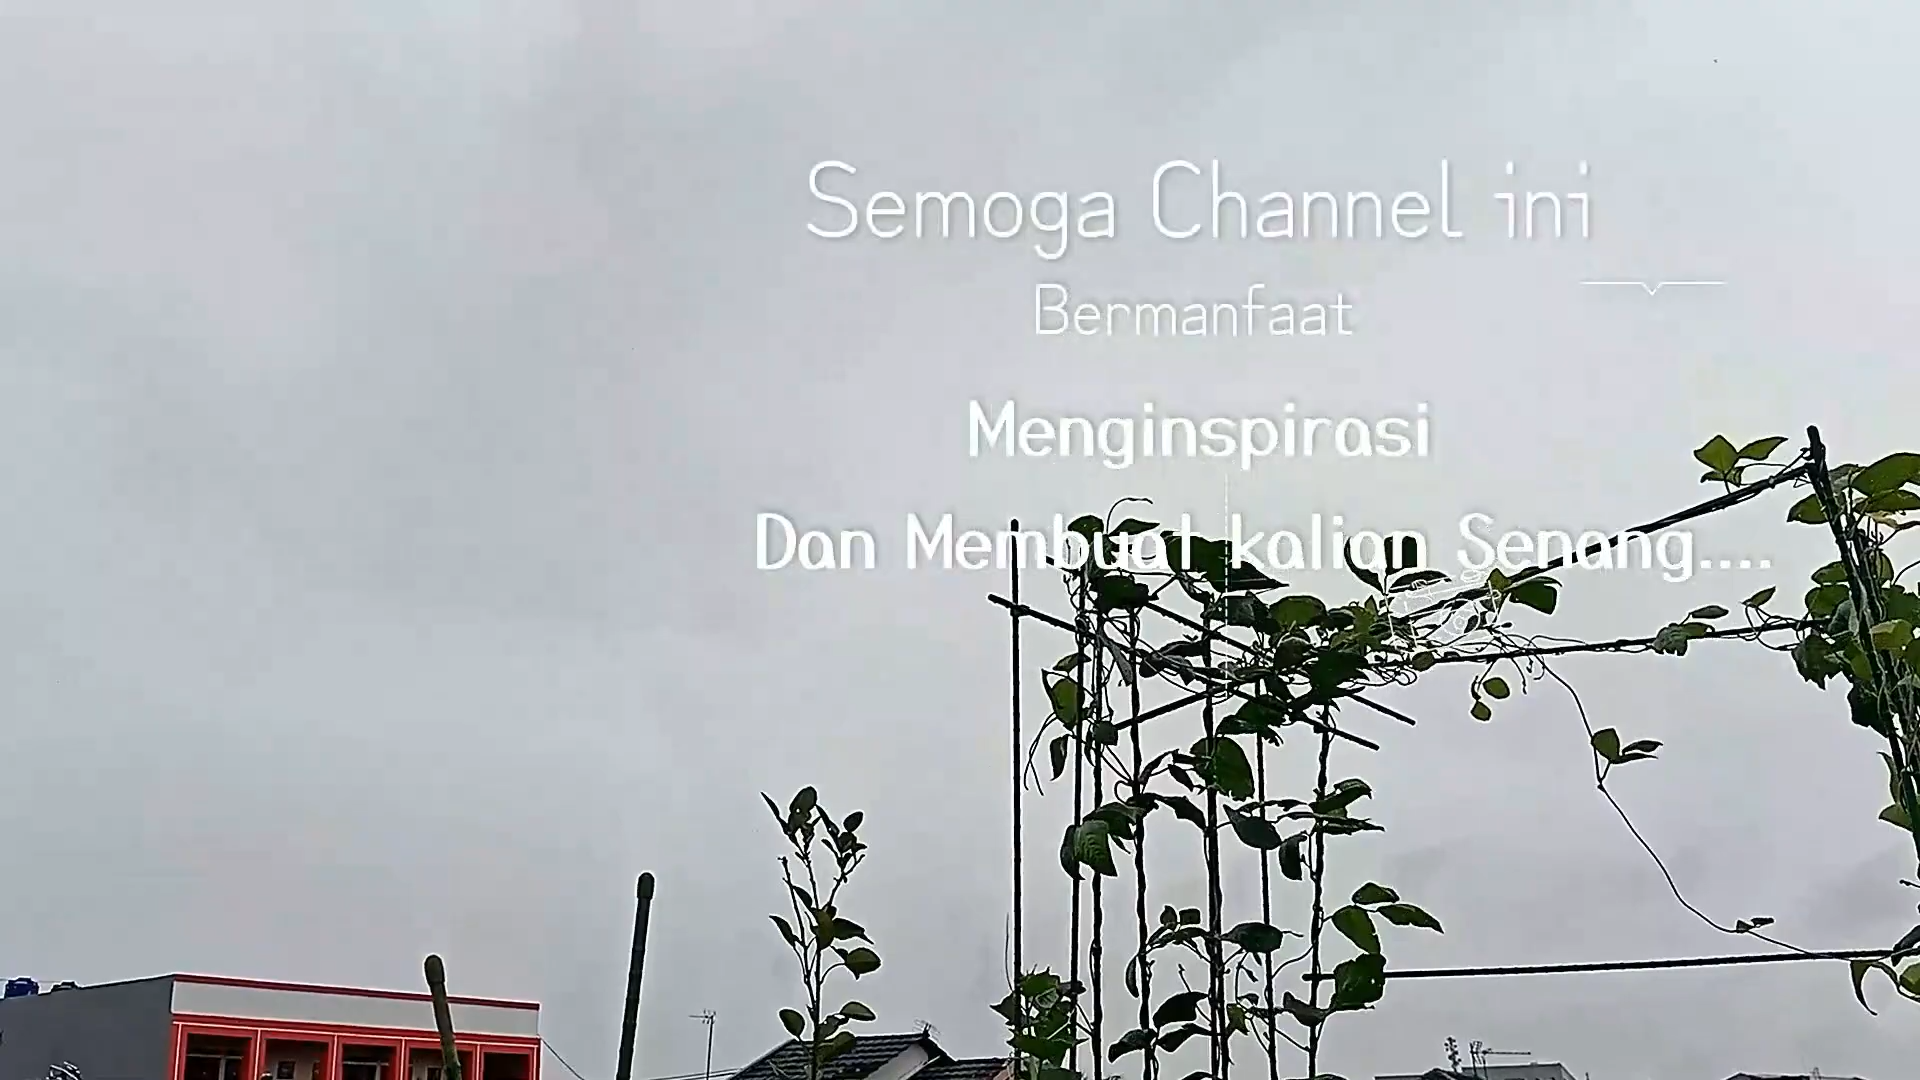 Semoga Channel ini
Bermanfaat
Menginspirasi
Dan Membuat kalian Senang....